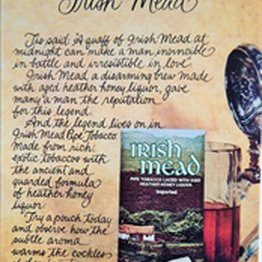 Irish Mead
'Tis said: A quaff of Irish Mead at
midnight can make a man invincible
in battle and irresistible in love.
Irish Mead, a disarming brew made
with aged heather honey liquor, gave
many a man the reputation
for this legend.
And the legend lives on in
Irish Mead Pipe Tobacco.
Made from rich
exotic tobaccos with
the ancient and
guarded formula
of heather honey
liquor.
Try a pouch today
and observe how the
subtle aroma
warms the cockles
IRISH
MEAD
PIPE TOBACCO LACED WITH AGED
HEATHER HONEY LIQUOR
Imported